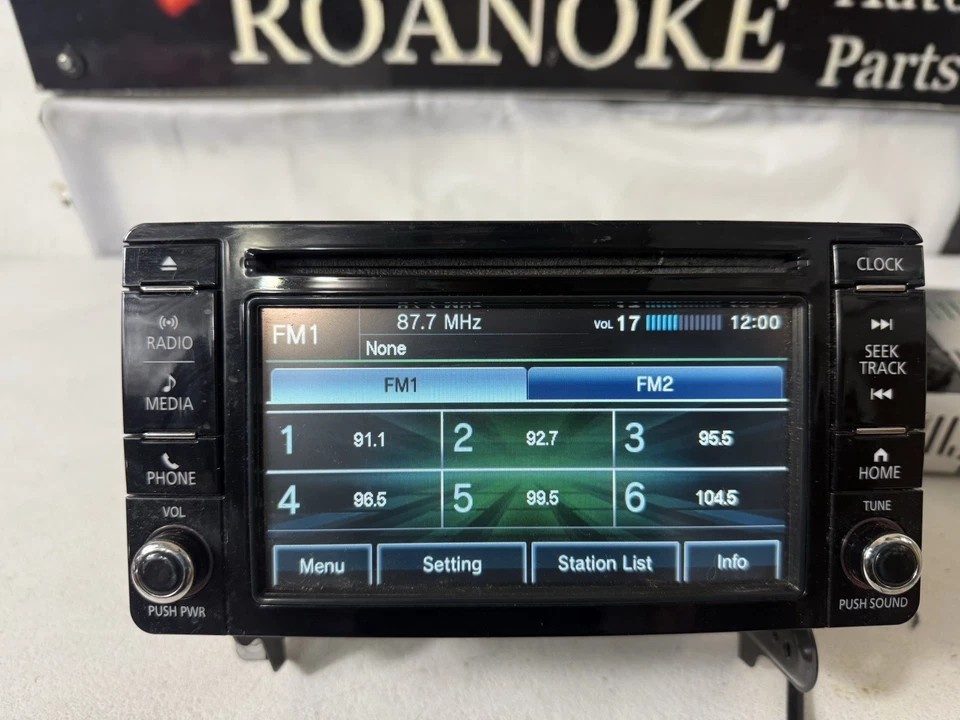 ROANOKE
Auto
Parts
CLOCK
RADIO
MEDIA
PHONE
VOL
PUSH PWR
FM1
87.7 MHz
VOL 17
12:00
None
FM1
FM2
1 91.1
2 92.7
3 95.5
4 96.5
5 99.5
6 104.5
Menu
Setting
Station List
Info
SEEK
TRACK
HOME
TUNE
PUSH SOUND